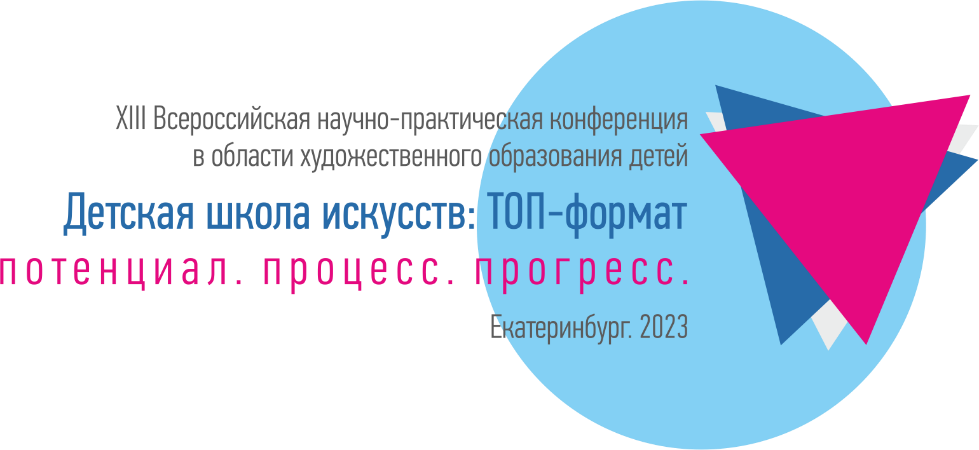 XIII Всероссийская научно-практическая конференция
в области художественного образования детей
Детская школа искусств: ТОП-формат
потенциал. процесс. прогресс.
Екатеринбург. 2023